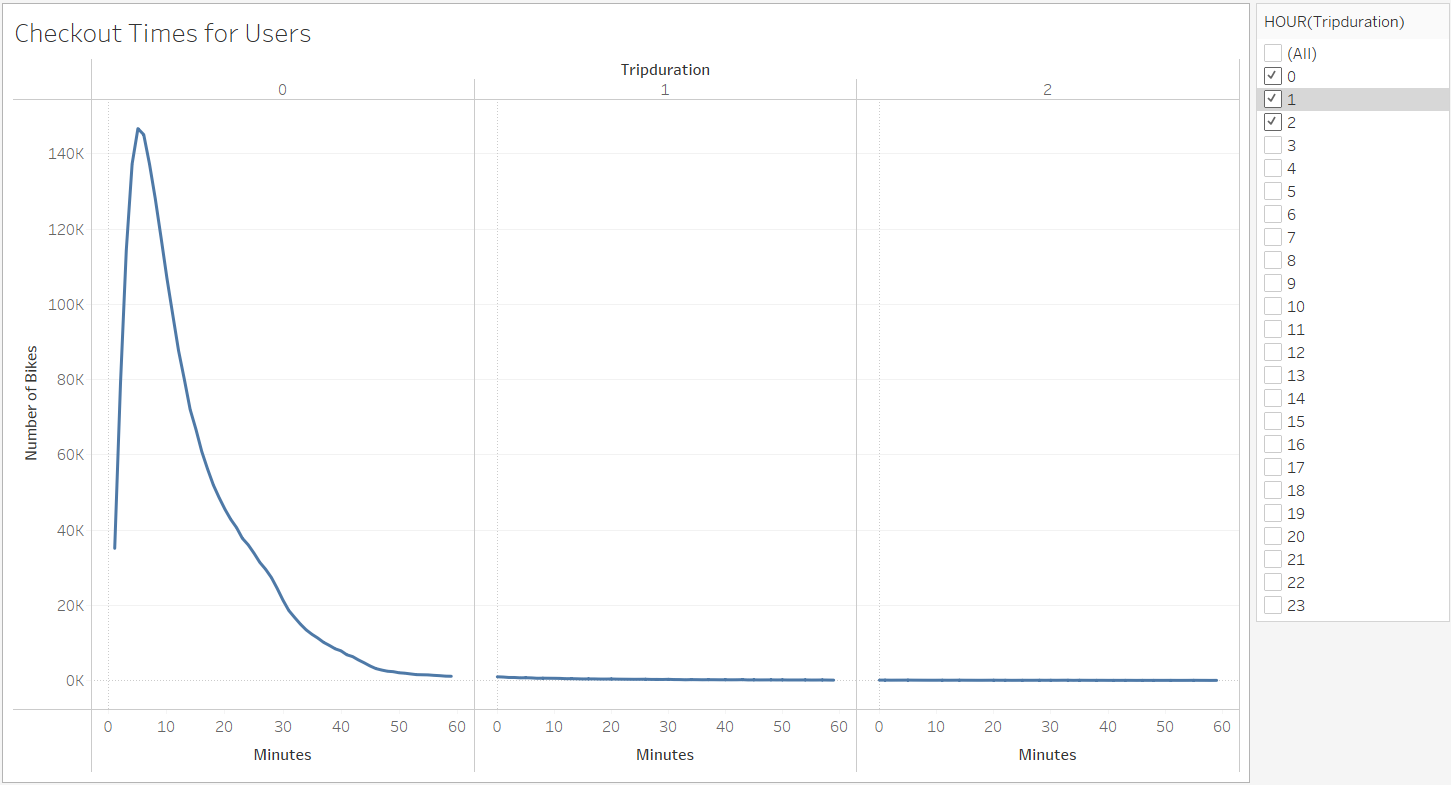 Checkout Times for Users
Tripduration
0 1 2
140K
120K
100K
80K
60K
40K
20K
0K
Number of Bikes
0 10 20 30 40 50 60 0 10 20 30 40 50 60 0 10 20 30 40 50 60
Minutes Minutes Minutes
HOUR(Tripduration)
(All)
0
1
2
3
4
5
6
7
8
9
10
11
12
13
14
15
16
17
18
19
20
21
22
23